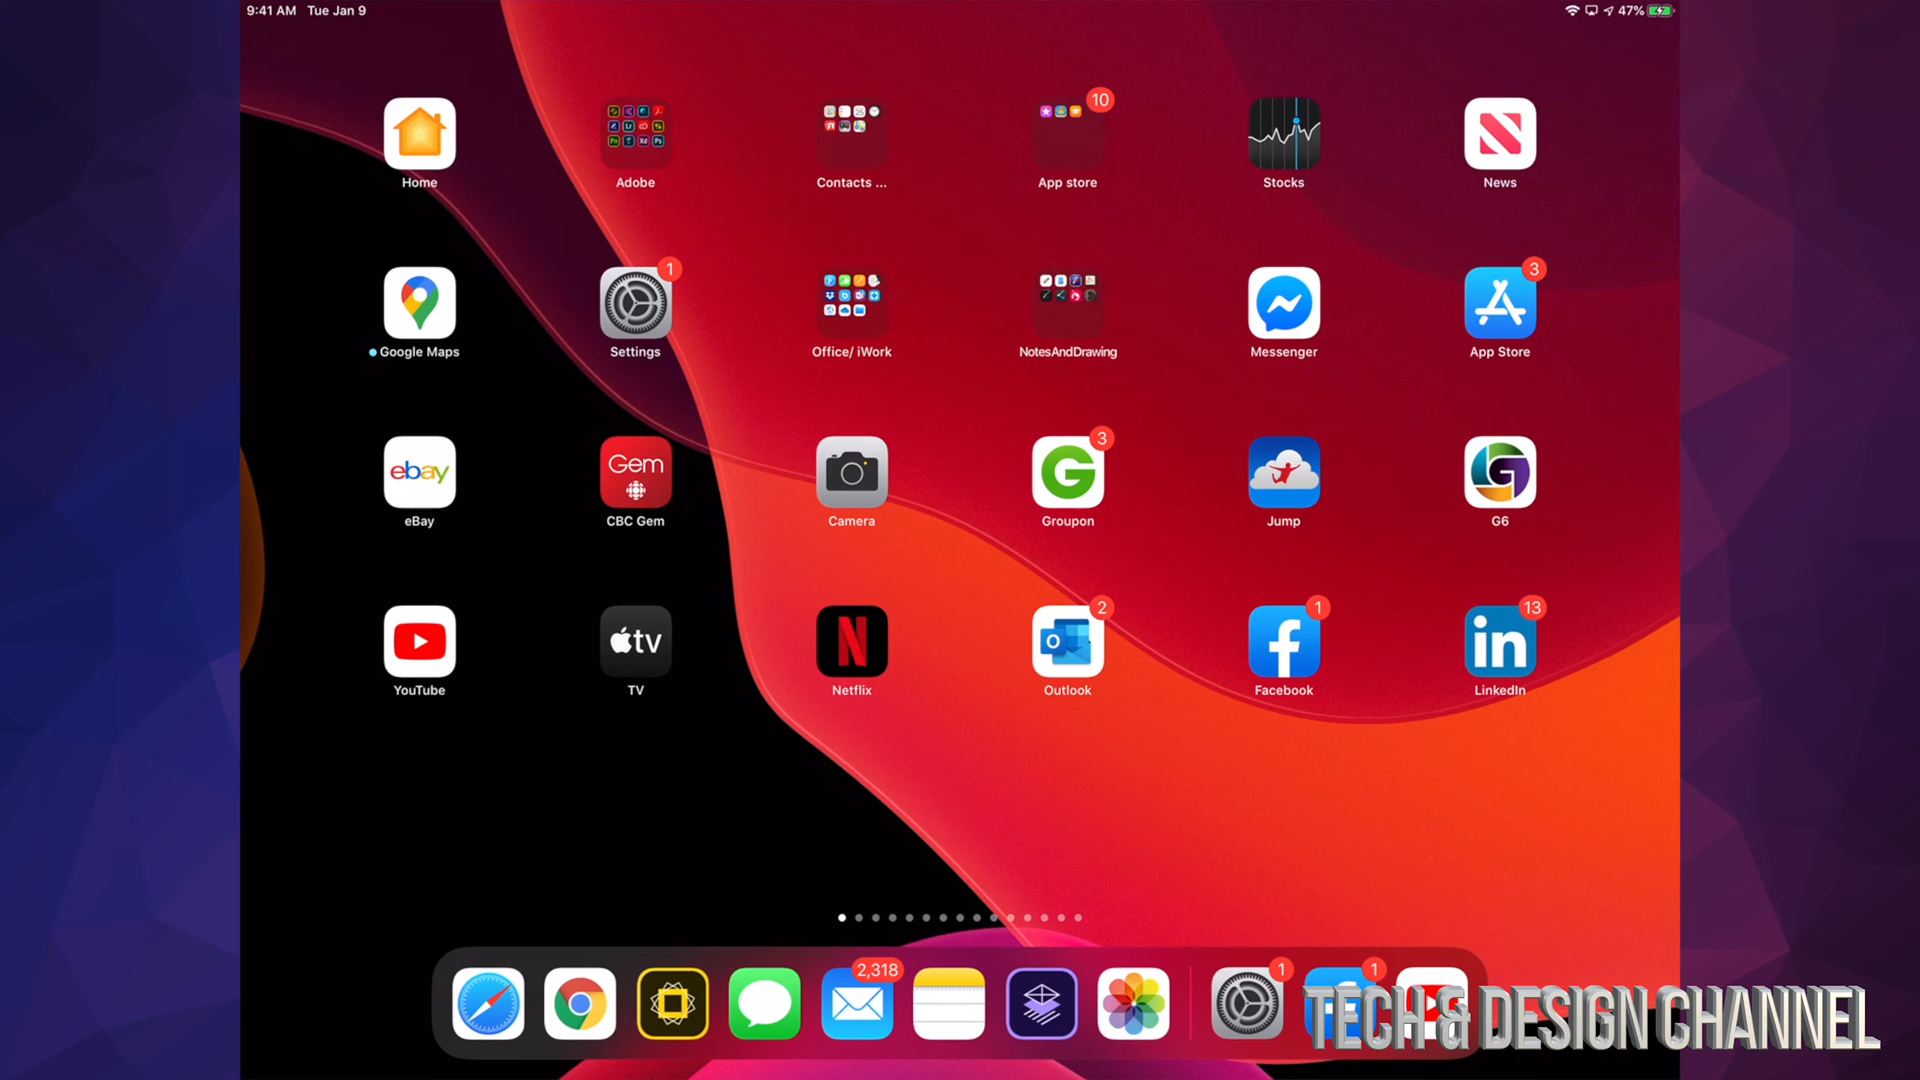 9:41 AM Tue Jan 9
47%
10
Home
Adobe
Contacts ...
App store
Stocks
News
1
3
Google Maps
Settings
Office/ iWork
NotesAndDrawing
Messenger
App Store
ebay
Gem
3
G
G
eBay
CBC Gem
Camera
Groupon
Jump
G6
tv
N
O
2
f
1
in
13
YouTube
TV
Netflix
Outlook
Facebook
LinkedIn
2,318
1
1
TECH & DESIGN CHANNEL